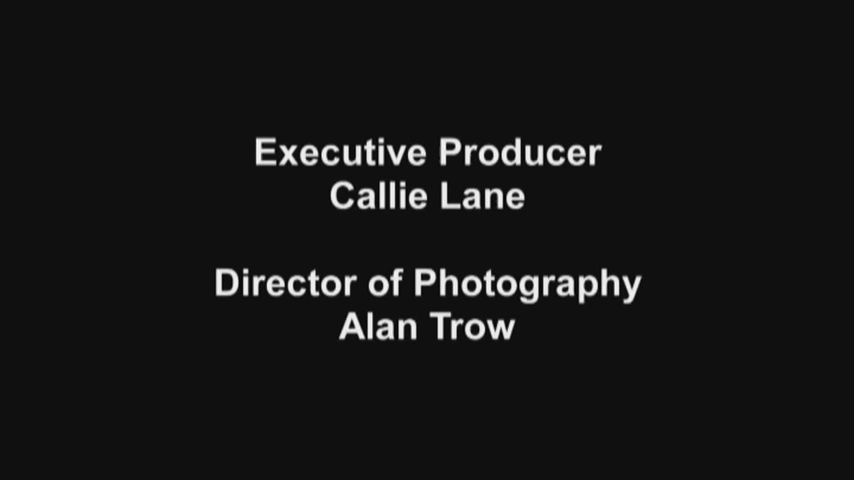 Executive Producer
Callie Lane
Director of Photography
Alan Trow